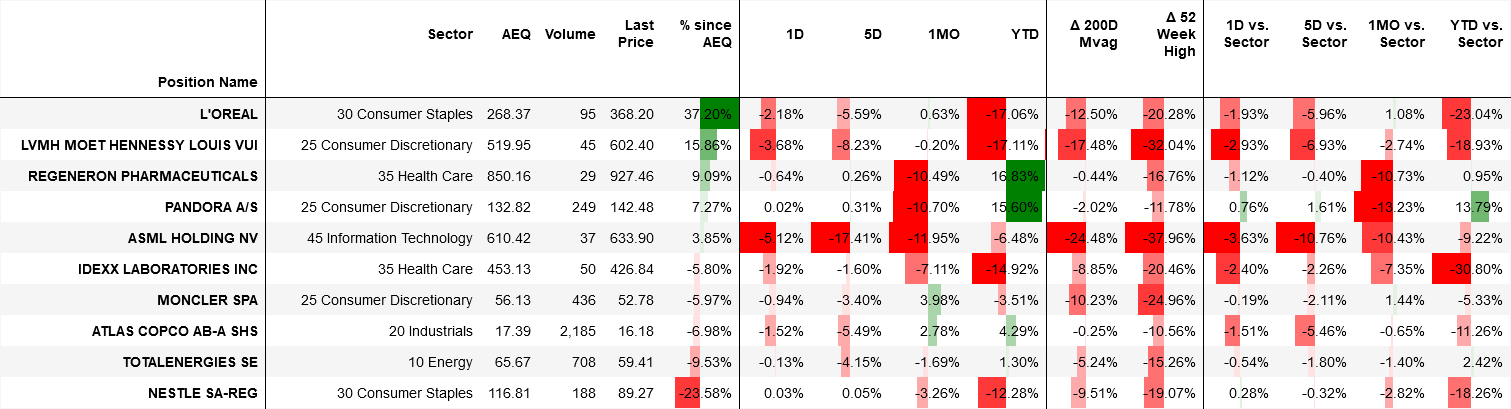 Position Name Sector AEQ Volume Last Price % since AEQ 1D 5D 1MO YTD Δ 200D Mvag Δ 52 Week High 1D vs. Sector 5D vs. Sector 1MO vs. Sector YTD vs. Sector
L'OREAL 30 Consumer Staples 268.37 95 368.20 37.20% -2.18% -5.59% 0.63% -17.06% -12.50% -20.28% -1.93% -5.96% 1.08% -23.04%
LVMH MOET HENNESSY LOUIS VUI 25 Consumer Discretionary 519.95 45 602.40 15.86% -3.68% -8.23% -0.20% -17.11% -17.48% -32.04% -2.93% -6.93% -2.74% -18.93%
REGENERON PHARMACEUTICALS 35 Health Care 850.16 29 927.46 9.09% -0.64% 0.26% -10.49% 16.83% -0.44% -16.76% -1.12% -0.40% -10.73% 0.95%
PANDORA A/S 25 Consumer Discretionary 132.82 249 142.48 7.27% 0.02% 0.31% -10.70% 15.60% -2.02% -11.78% 0.76% 1.61% -13.23% 13.79%
ASML HOLDING NV 45 Information Technology 610.42 37 633.90 3.85% -5.12% -17.41% -11.95% -6.48% -24.48% -37.96% -3.63% -10.76% -10.43% -9.22%
IDEXX LABORATORIES INC 35 Health Care 453.13 50 426.84 -5.80% -1.92% -1.60% -7.11% -14.92% -8.85% -20.46% -2.40% -2.26% -7.35% -30.80%
MONCLER SPA 25 Consumer Discretionary 56.13 436 52.78 -5.97% -0.94% -3.40% 3.98% -3.51% -10.23% -24.96% -0.19% -2.11% 1.44% -5.33%
ATLAS COPCO AB-A SHS 20 Industrials 17.39 2,185 16.18 -6.98% -1.52% -5.49% 2.78% 4.29% -0.25% -10.56% -1.51% -5.46% -0.65% -11.26%
TOTALENERGIES SE 10 Energy 65.67 708 59.41 -9.53% -0.13% -4.15% -1.69% 1.30% -5.24% -15.26% -0.54% -1.80% -1.40% 2.42%
NESTLE SA-REG 30 Consumer Staples 116.81 188 89.27 -23.58% 0.03% 0.05% -3.26% -12.28% -9.51% -19.07% 0.28% -0.32% -2.82% -18.26%